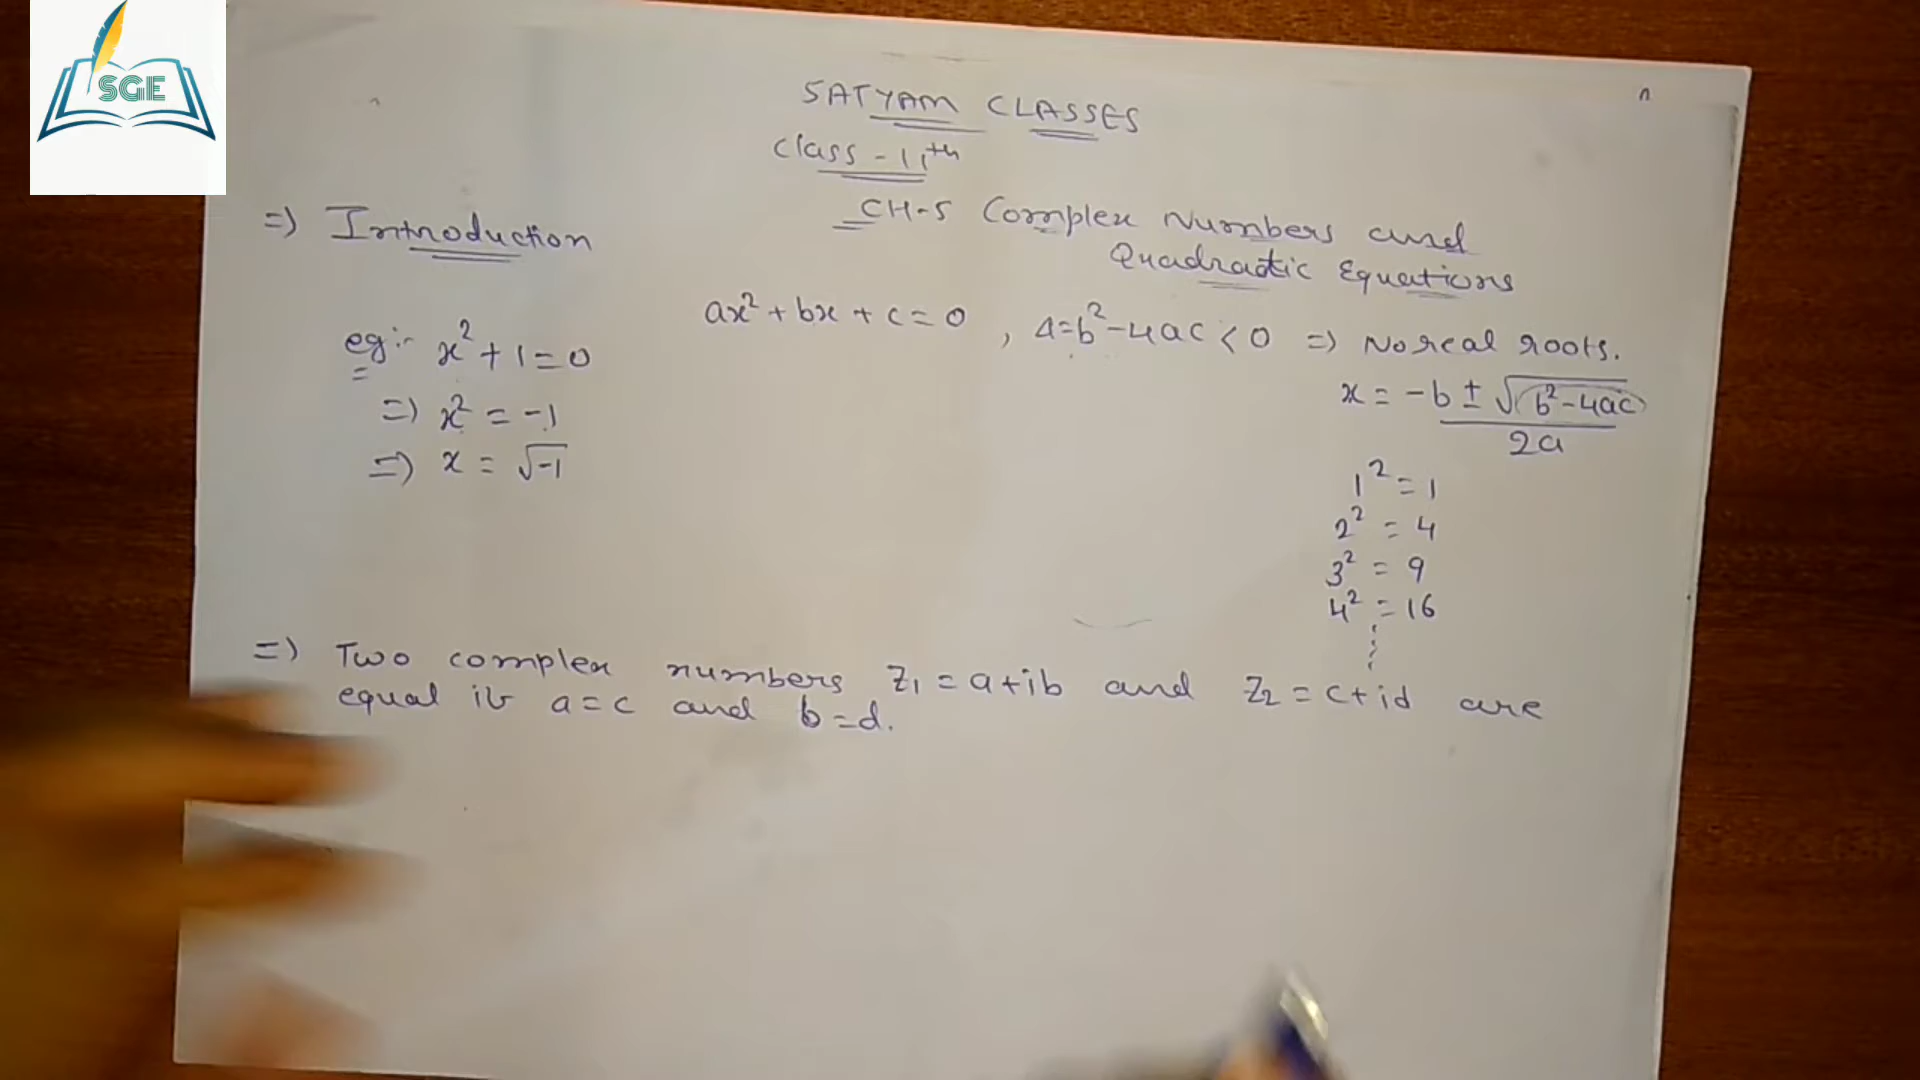 SGE
SATYAM CLASSES
Class - 11th
=) Introduction
CH-5 Complex Numbers and
Quadratic Equations
ax² + bx + c = 0 , Δ=b²-4ac < 0 =) No real roots.
eg:- x² + 1 = 0
=) x² = -1
=) x = √-1
x = -b ± √b²-4ac
2a
1² = 1
2² = 4
3² = 9
4² = 16
=) Two complex numbers Z₁ = a+ib and Z₂ = c+id are
equal if a=c and b=d.